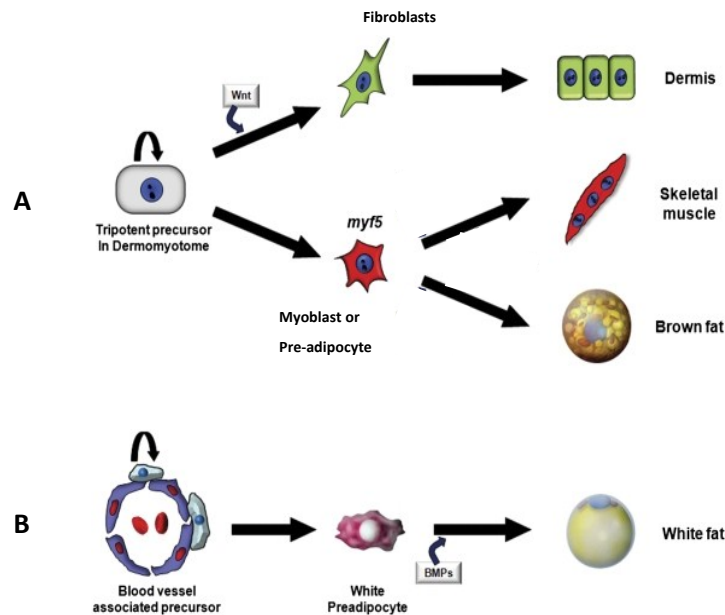 Fibroblasts
Wnt
Dermis
A
Tripotent precursor
In Dermomyotome
myf5
Skeletal
muscle
Myoblast or
Pre-adipocyte
Brown fat
B
Blood vessel
associated precursor
White
Preadipocyte
BMPs
White fat